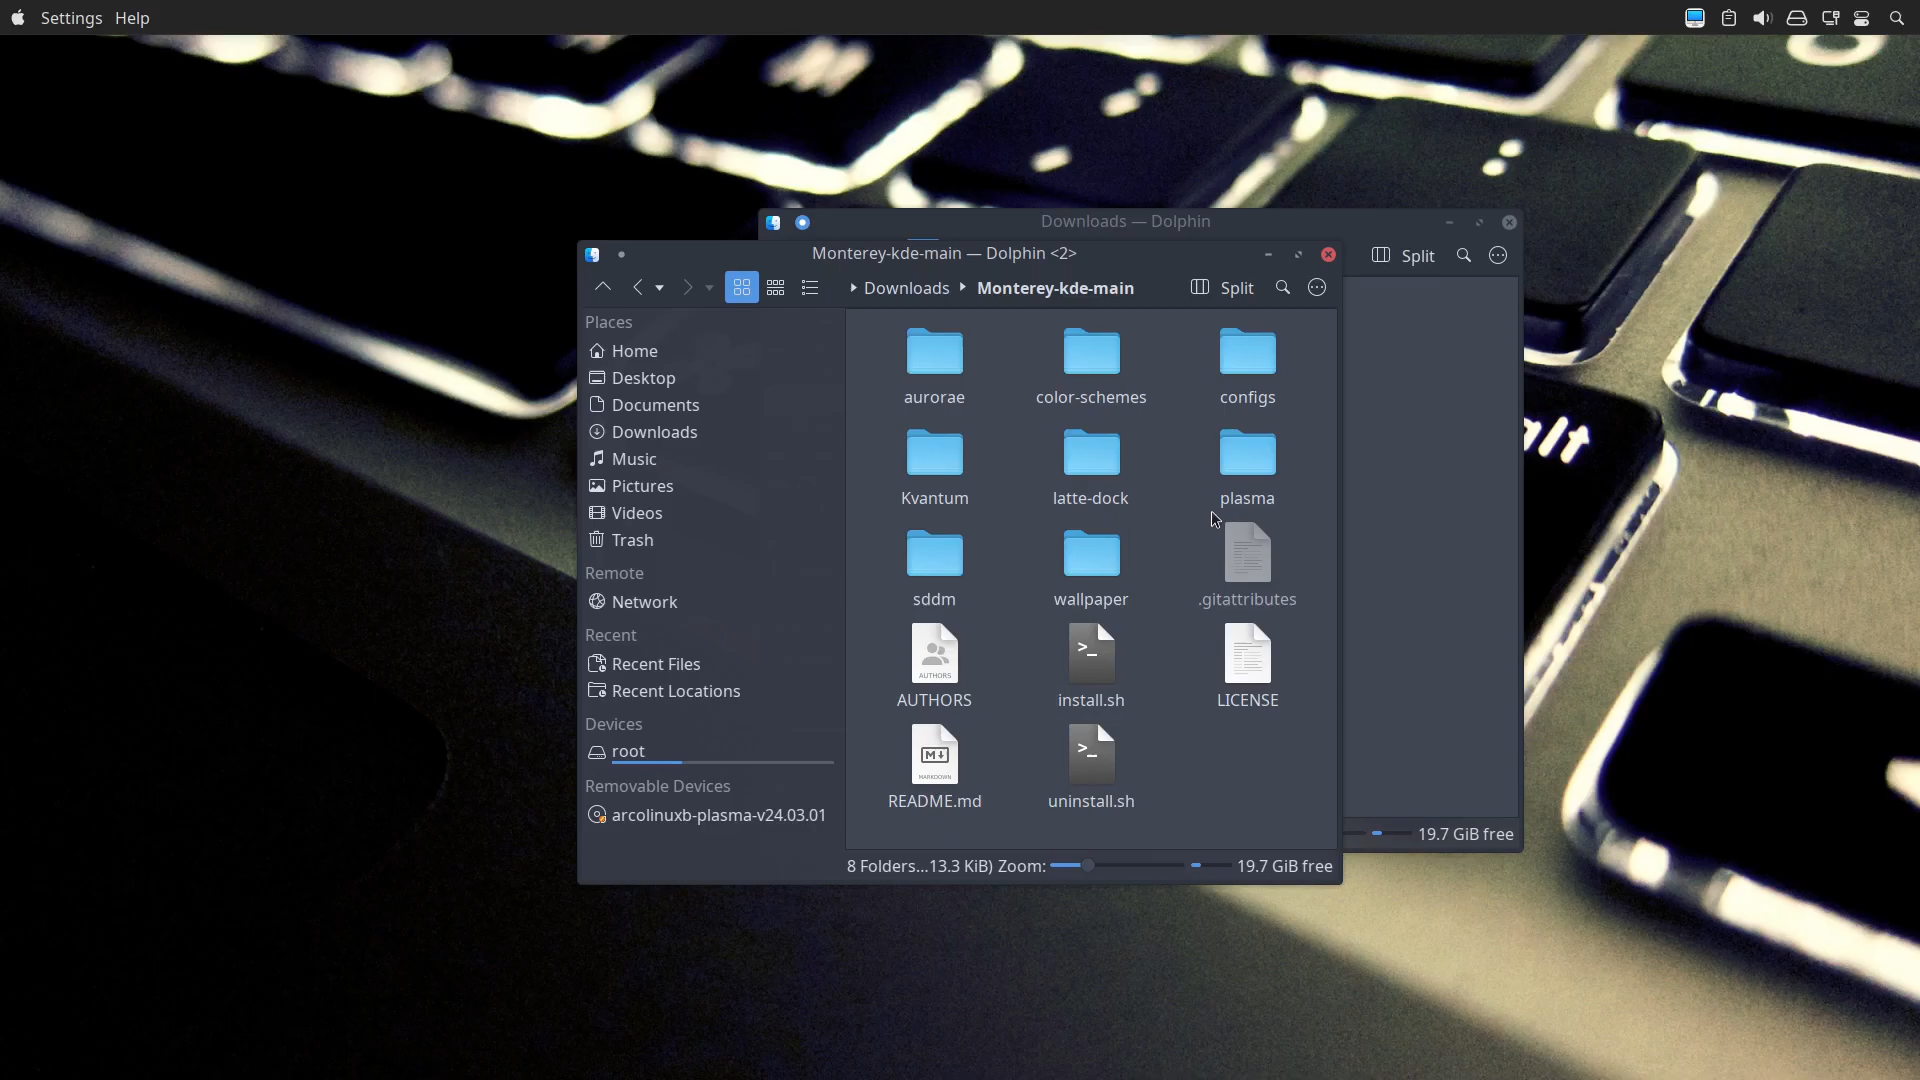 Settings Help
Downloads — Dolphin
Split
Monterey-kde-main — Dolphin <2>
Downloads Monterey-kde-main Split
Places
Home
Desktop
Documents
Downloads
Music
Pictures
Videos
Trash
Remote
Network
Recent
Recent Files
Recent Locations
Devices
root
Removable Devices
arcolinuxb-plasma-v24.03.01
aurorae color-schemes configs
Kvantum latte-dock plasma
sddm wallpaper .gitattributes
>_
AUTHORS
AUTHORS install.sh LICENSE
M >_
MARKDOWN
README.md uninstall.sh
8 Folders...13.3 KiB) Zoom: 19.7 GiB free
19.7 GiB free
alt